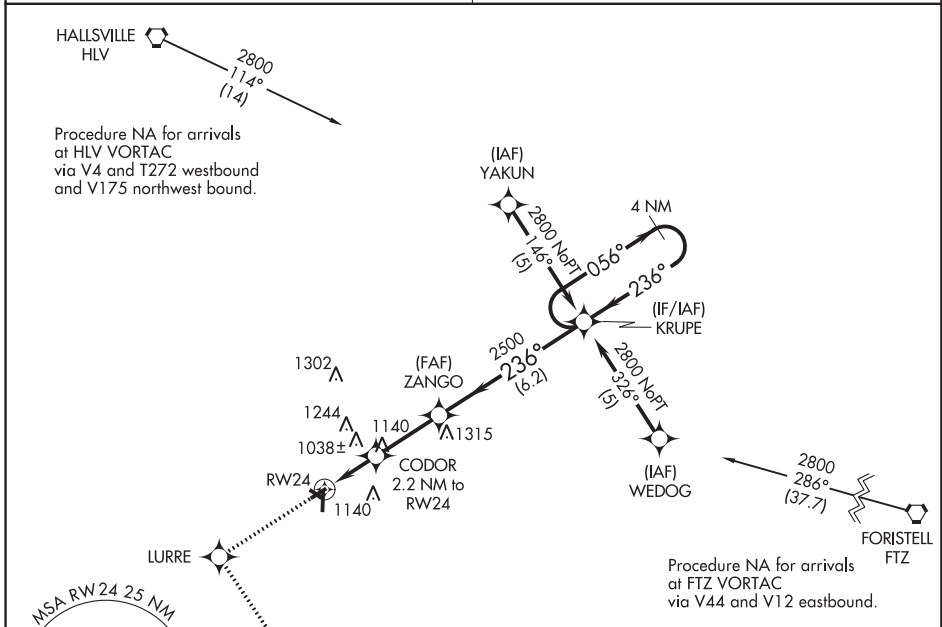 HALLSVILLE
HLV
2800
114°
(14)
Procedure NA for arrivals
at HLV VORTAC
via V4 and T272 westbound
and V175 northwest bound.
(IAF)
YAKUN
2800 NoPT
146°
(5)
4 NM
056°
236°
(IF/IAF)
KRUPE
2500
236°
(6.2)
(FAF)
ZANGO
2800 NoPT
326°
(5)
1302
1244
1140
1038±
1315
CODOR
2.2 NM to
RW24
RW24
1140
(IAF)
WEDOG
2800
286°
(37.7)
FORISTELL
FTZ
LURRE
Procedure NA for arrivals
at FTZ VORTAC
via V44 and V12 eastbound.
MSA RW24 25 NM